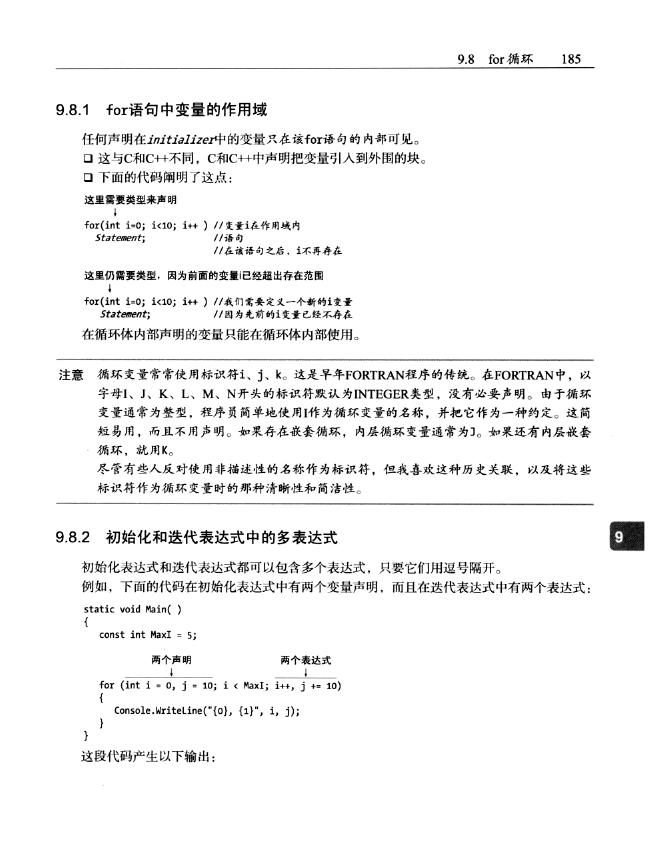 9.8 for 循环 185
9.8.1 for语句中变量的作用域
任何声明在initializer中的变量只在该for语句的内部可见。
❑ 这与C和C++不同，C和C++中声明把变量引入到外围的块。
❑ 下面的代码阐明了这点：
这里需要类型来声明
↓
for(int i=0; i<10; i++ ) //变量i在作用域内
Statement; //语句
//在该语句之后，i不再存在
这里仍需要类型，因为前面的变量i已经超出存在范围
↓
for(int i=0; i<10; i++ ) //我们需要定义一个新的i变量
Statement; //因为先前的i变量已经不存在
在循环体内部声明的变量只能在循环体内部使用。
注意 循环变量常常使用标识符i、j、k。这是早年FORTRAN程序的传统。在FORTRAN中，以
字母I、J、K、L、M、N开头的标识符默认为INTEGER类型，没有必要声明。由于循环
变量通常为整型，程序员简单地使用I作为循环变量的名称，并把它作为一种约定。这简
短易用，而且不用声明。如果存在嵌套循环，内层循环变量通常为J。如果还有内层嵌套
循环，就用K。
尽管有些人反对使用非描述性的名称作为标识符，但我喜欢这种历史关联，以及将这些
标识符作为循环变量时的那种清晰性和简洁性。
9.8.2 初始化和迭代表达式中的多表达式
9
初始化表达式和迭代表达式都可以包含多个表达式，只要它们用逗号隔开。
例如，下面的代码在初始化表达式中有两个变量声明，而且在迭代表达式中有两个表达式：
static void Main( )
{
const int MaxI = 5;
两个声明 两个表达式
↓ ↓
for (int i = 0, j = 10; i < MaxI; i++, j += 10)
{
Console.WriteLine("{0}, {1}", i, j);
}
}
这段代码产生以下输出：